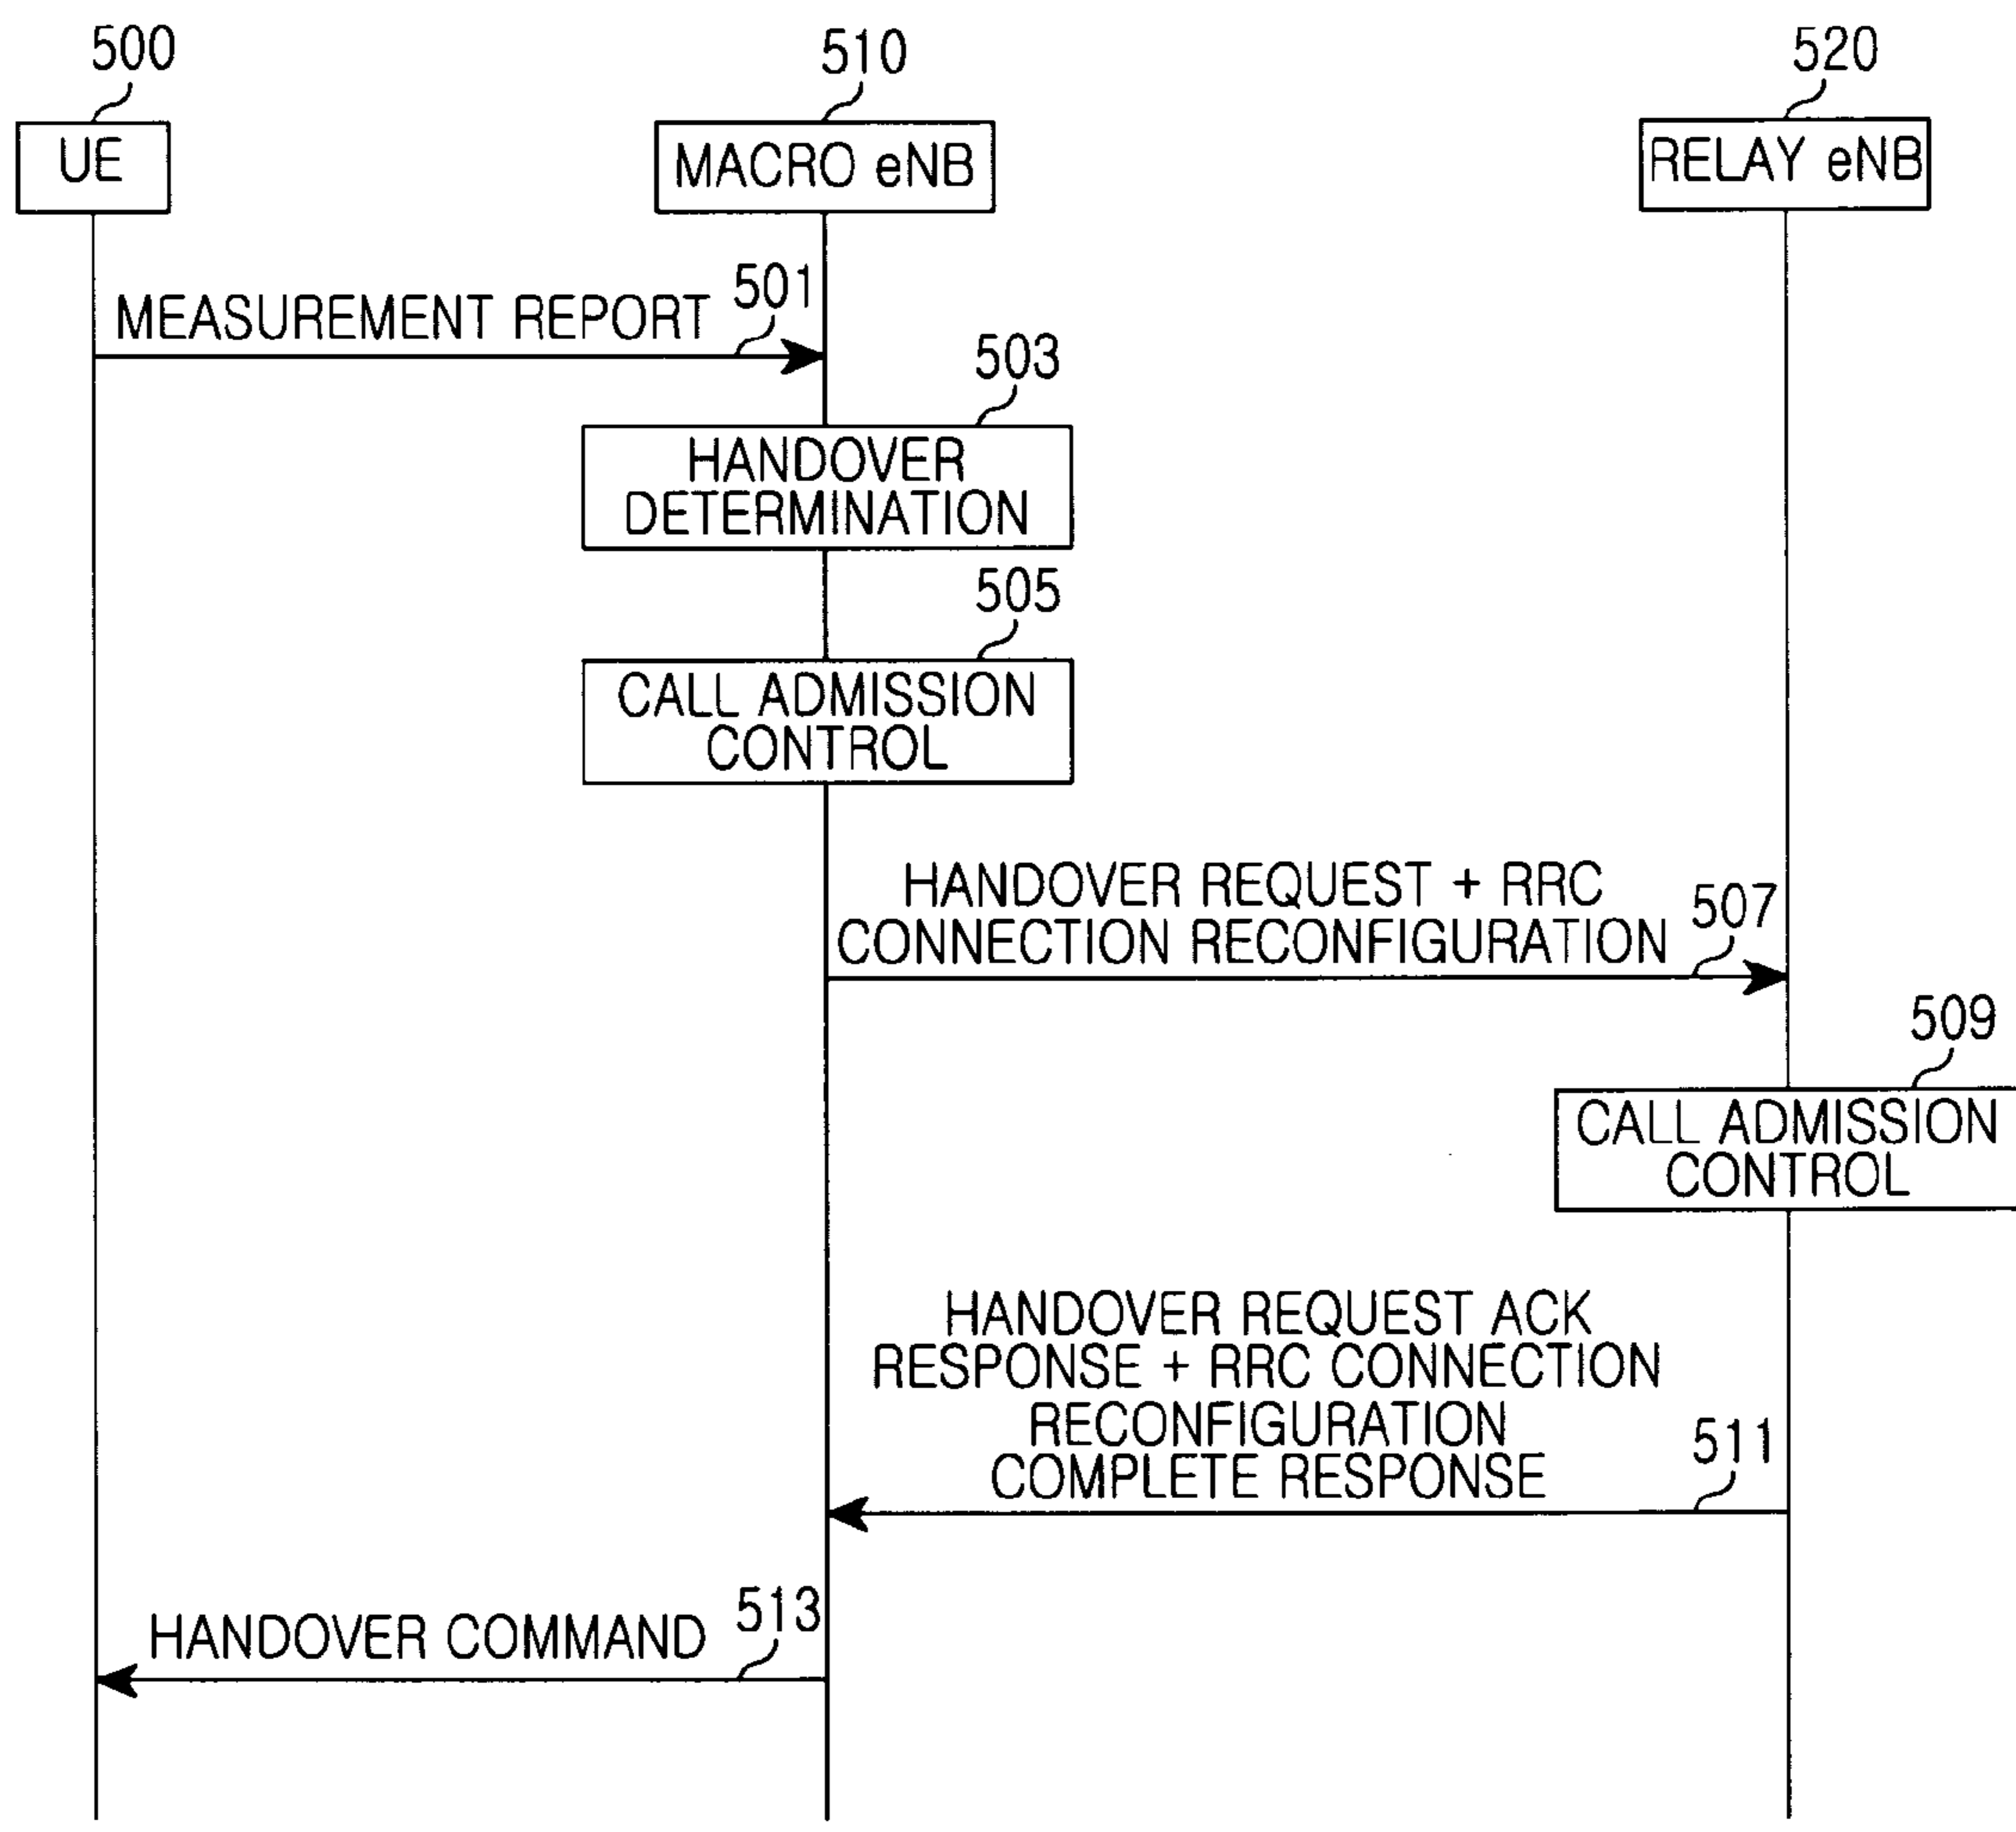 500
510
520
UE
MACRO eNB
RELAY eNB
MEASUREMENT REPORT
501
503
HANDOVER
DETERMINATION
505
CALL ADMISSION
CONTROL
HANDOVER REQUEST + RRC
CONNECTION RECONFIGURATION
507
509
CALL ADMISSION
CONTROL
HANDOVER REQUEST ACK
RESPONSE + RRC CONNECTION
RECONFIGURATION
COMPLETE RESPONSE
511
HANDOVER COMMAND
513